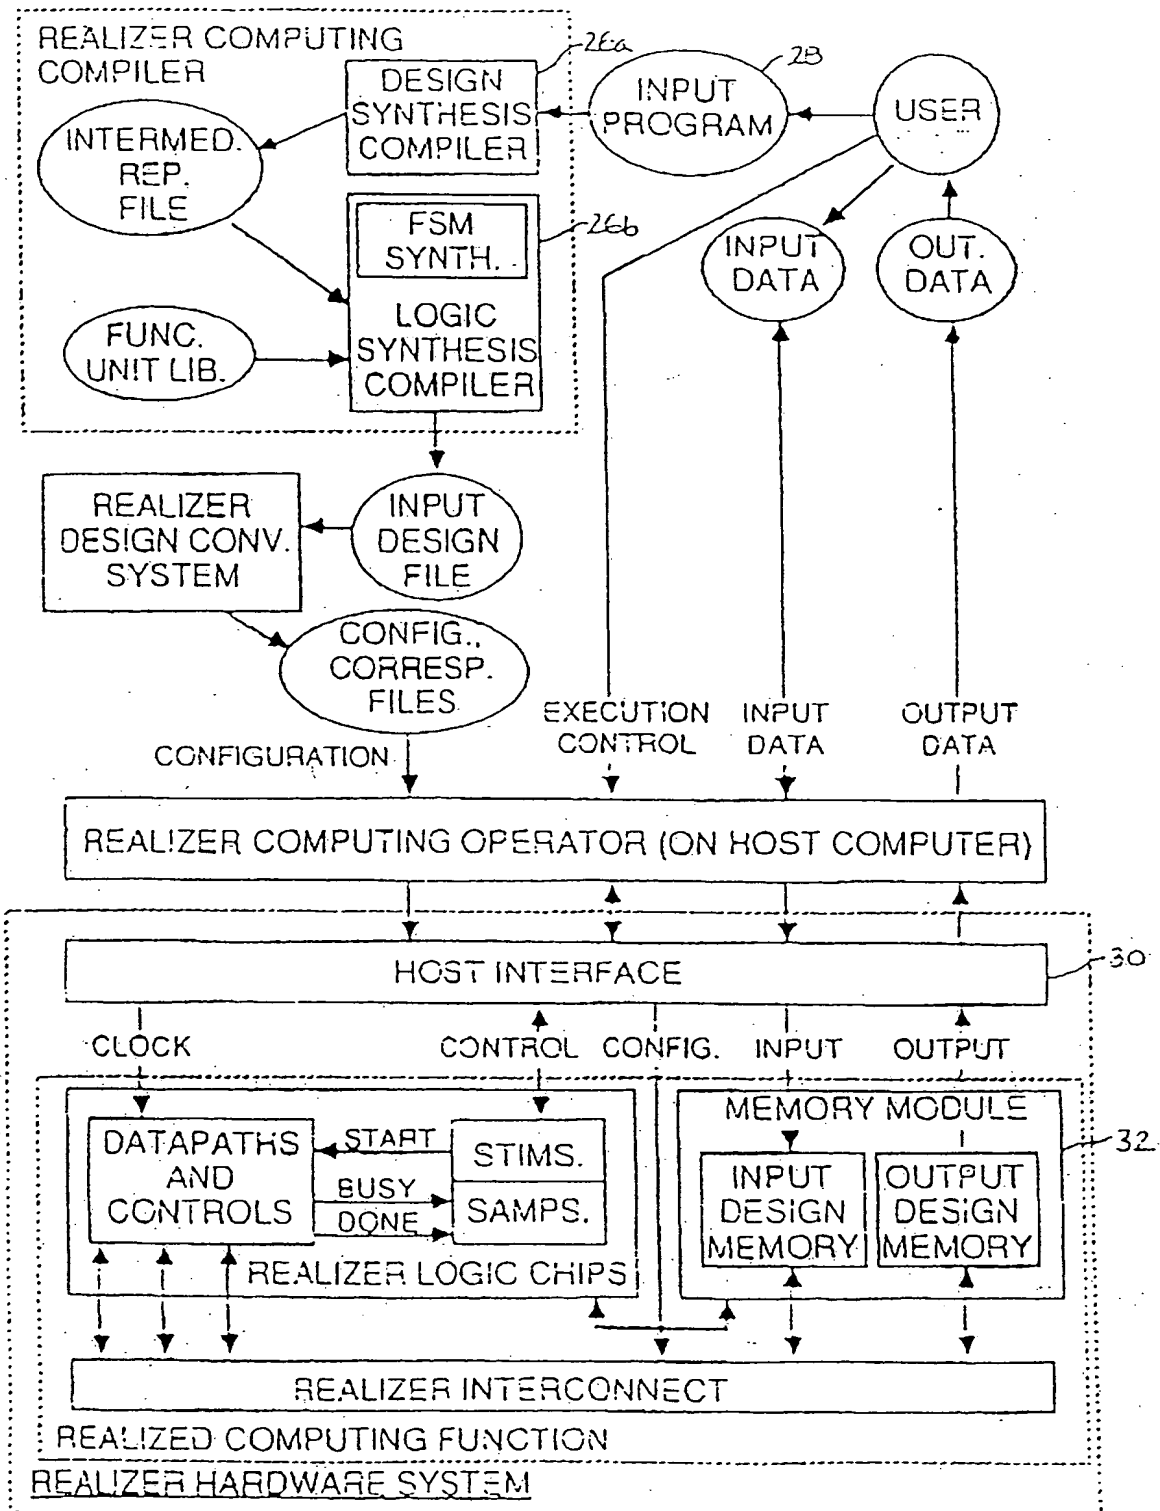 REALIZER COMPUTING
COMPILER
DESIGN
SYNTHESIS
COMPILER
26a
INPUT
PROGRAM
28
USER
INTERMED.
REP.
FILE
FSM
SYNTH.
LOGIC
SYNTHESIS
COMPILER
26b
INPUT
DATA
OUT.
DATA
FUNC.
UNIT LIB.
REALIZER
DESIGN CONV.
SYSTEM
INPUT
DESIGN
FILE
CONFIG.,
CORRESP.
FILES
CONFIGURATION
EXECUTION
CONTROL
INPUT
DATA
OUTPUT
DATA
REALIZER COMPUTING OPERATOR (ON HOST COMPUTER)
HOST INTERFACE
30
CLOCK
CONTROL
CONFIG.
INPUT
OUTPUT
DATAPATHS
AND
CONTROLS
START
BUSY
DONE
STIMS.
SAMPS.
REALIZER LOGIC CHIPS
MEMORY MODULE
32
INPUT
DESIGN
MEMORY
OUTPUT
DESIGN
MEMORY
REALIZER INTERCONNECT
REALIZED COMPUTING FUNCTION
REALIZER HARDWARE SYSTEM